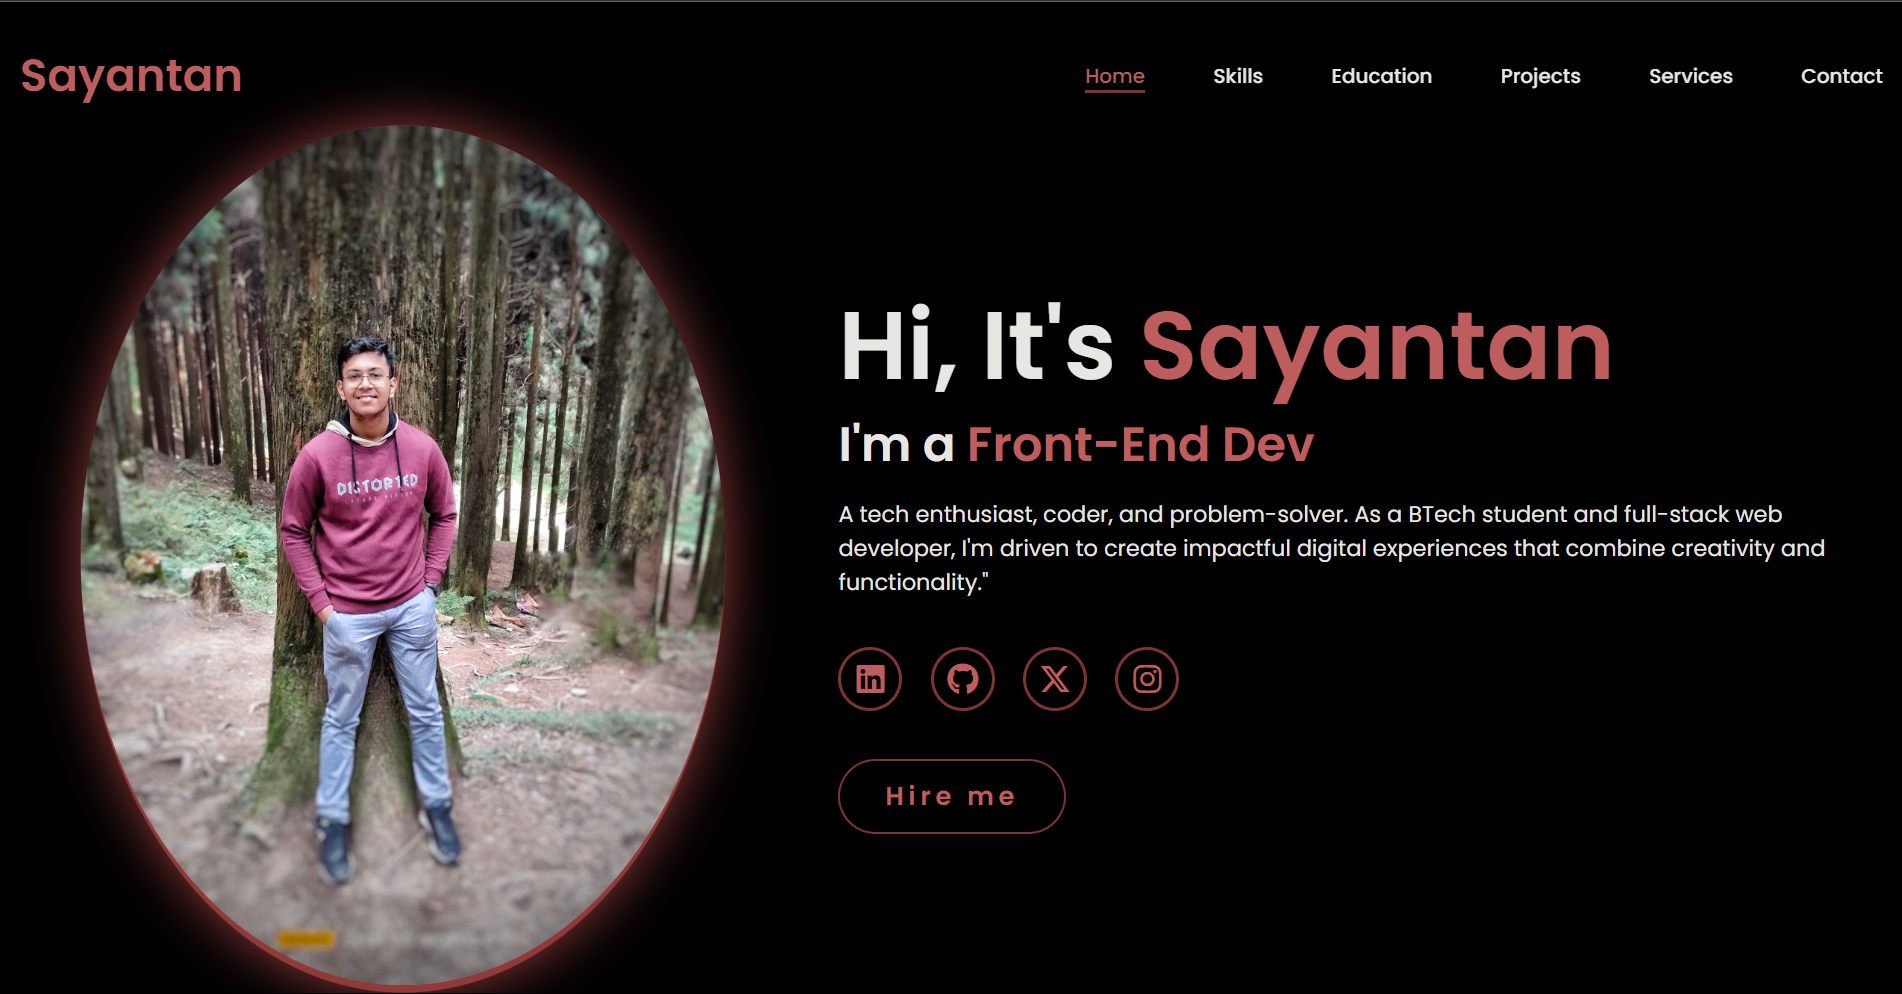 Sayantan
Home Skills Education Projects Services Contact
Hi, It's Sayantan
I'm a Front-End Dev
A tech enthusiast, coder, and problem-solver. As a BTech student and full-stack web
developer, I'm driven to create impactful digital experiences that combine creativity and
functionality."
in
Hire me
DISTORTED